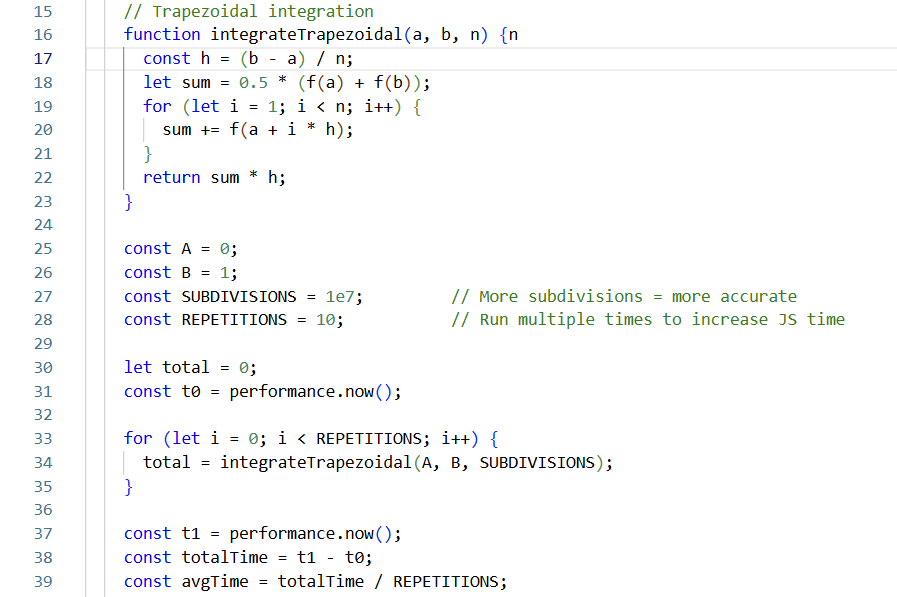 15 // Trapezoidal integration
16 function integrateTrapezoidal(a, b, n) {n
17 const h = (b - a) / n;
18 let sum = 0.5 * (f(a) + f(b));
19 for (let i = 1; i < n; i++) {
20 sum += f(a + i * h);
21 }
22 return sum * h;
23 }
24
25 const A = 0;
26 const B = 1;
27 const SUBDIVISIONS = 1e7; // More subdivisions = more accurate
28 const REPETITIONS = 10; // Run multiple times to increase JS time
29
30 let total = 0;
31 const t0 = performance.now();
32
33 for (let i = 0; i < REPETITIONS; i++) {
34 total = integrateTrapezoidal(A, B, SUBDIVISIONS);
35 }
36
37 const t1 = performance.now();
38 const totalTime = t1 - t0;
39 const avgTime = totalTime / REPETITIONS;